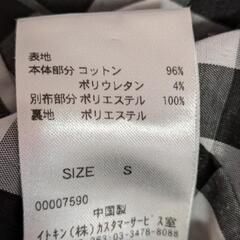 表地
本体部分 コットン 96%
ポリウレタン 4%
別布部分 ポリエステル 100%
裏地 ポリエステル
SIZE S
00007590
中国製
イトキン(株)カスタマーサービス室
03-3478-8088